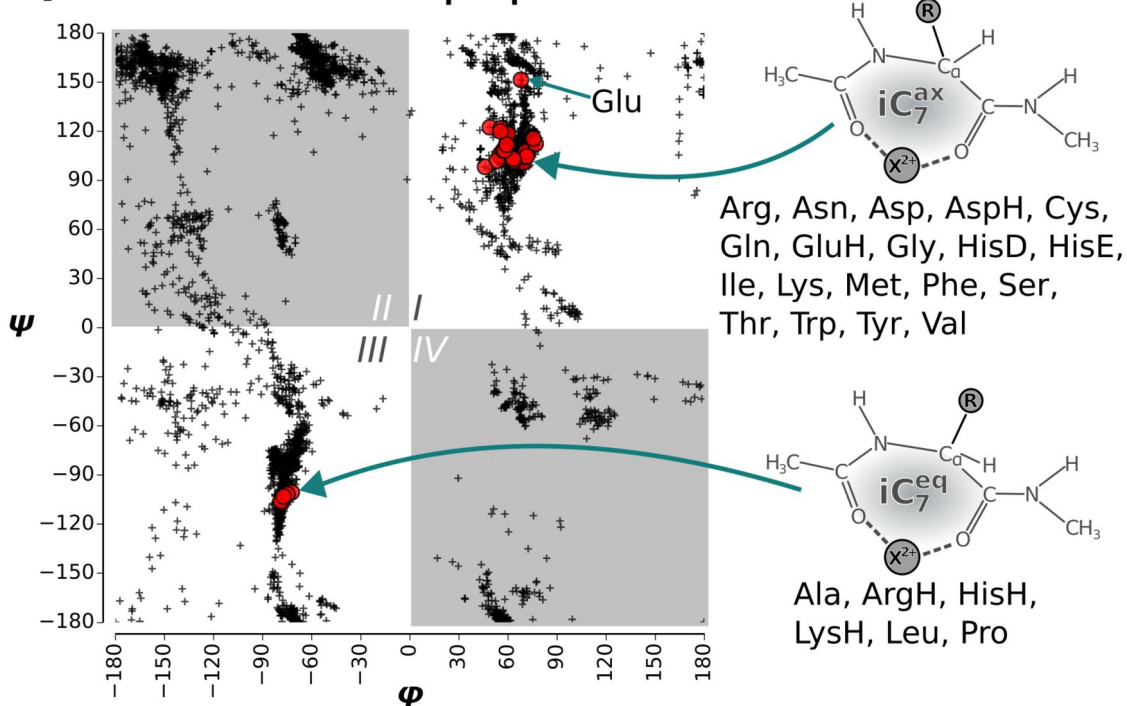 180
150
120
90
60
30
0
−30
−60
−90
−120
−150
−180
ψ
−180
−150
−120
−90
−60
−30
0
30
60
90
120
150
180
φ
II
I
III
IV
Glu
H
R
N
H
Cα
H₃C
C
iC₇ᵃˣ
C
N
H
O
O
CH₃
X²⁺
Arg, Asn, Asp, AspH, Cys,
Gln, GluH, Gly, HisD, HisE,
Ile, Lys, Met, Phe, Ser,
Thr, Trp, Tyr, Val
H
R
N
Cα
H
H₃C
C
iC₇ᵉq
C
N
H
O
O
CH₃
X²⁺
Ala, ArgH, HisH,
LysH, Leu, Pro